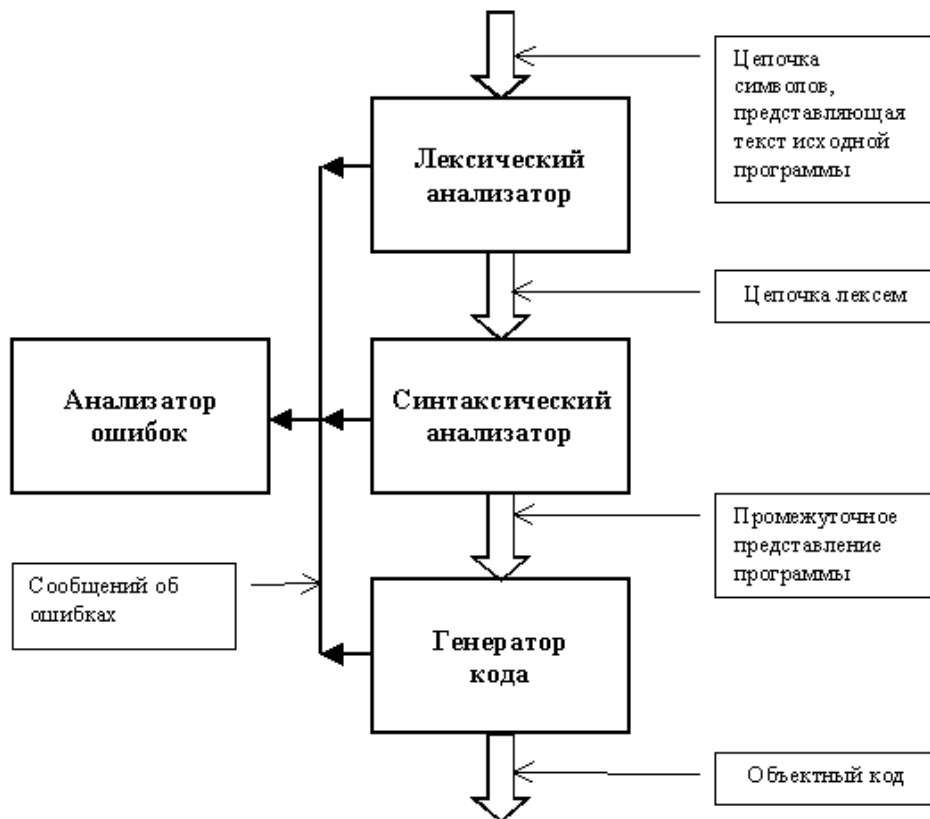 Цепочка
символов,
представляющая
текст исходной
программы
Лексический
анализатор
Цепочка лексем
Анализатор
ошибок
Синтаксический
анализатор
Промежуточное
представление
программы
Сообщений об
ошибках
Генератор
кода
Объектный код